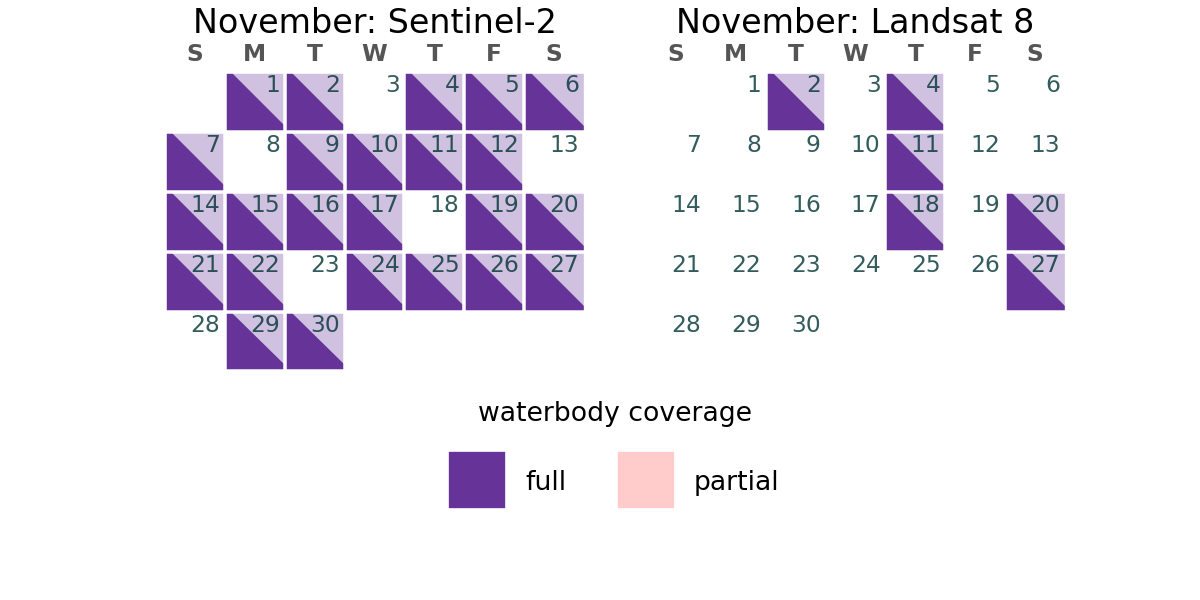 November: Sentinel-2
S M T W T F S
1 2 3 4 5 6
7 8 9 10 11 12 13
14 15 16 17 18 19 20
21 22 23 24 25 26 27
28 29 30
November: Landsat 8
S M T W T F S
1 2 3 4 5 6
7 8 9 10 11 12 13
14 15 16 17 18 19 20
21 22 23 24 25 26 27
28 29 30
waterbody coverage
full partial